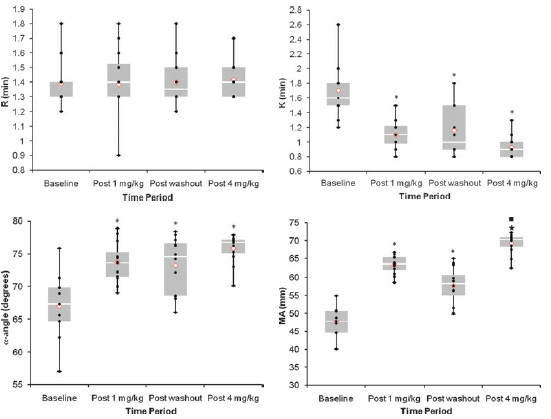 1.9
1.8
1.7
1.6
1.5
1.4
1.3
1.2
1.1
1
0.9
0.8
R (min)
Baseline Post 1 mg/kg Post washout Post 4 mg/kg
Time Period
2.8
2.6
2.4
2.2
2
1.8
1.6
1.4
1.2
1
0.8
0.6
K (min)
* * *
Baseline Post 1 mg/kg Post washout Post 4 mg/kg
Time Period
80
75
70
65
60
55
α-angle (degrees)
* * *
Baseline Post 1 mg/kg Post washout Post 4 mg/kg
Time Period
75
70
65
60
55
50
45
40
35
30
MA (mm)
* * *
Baseline Post 1 mg/kg Post washout Post 4 mg/kg
Time Period